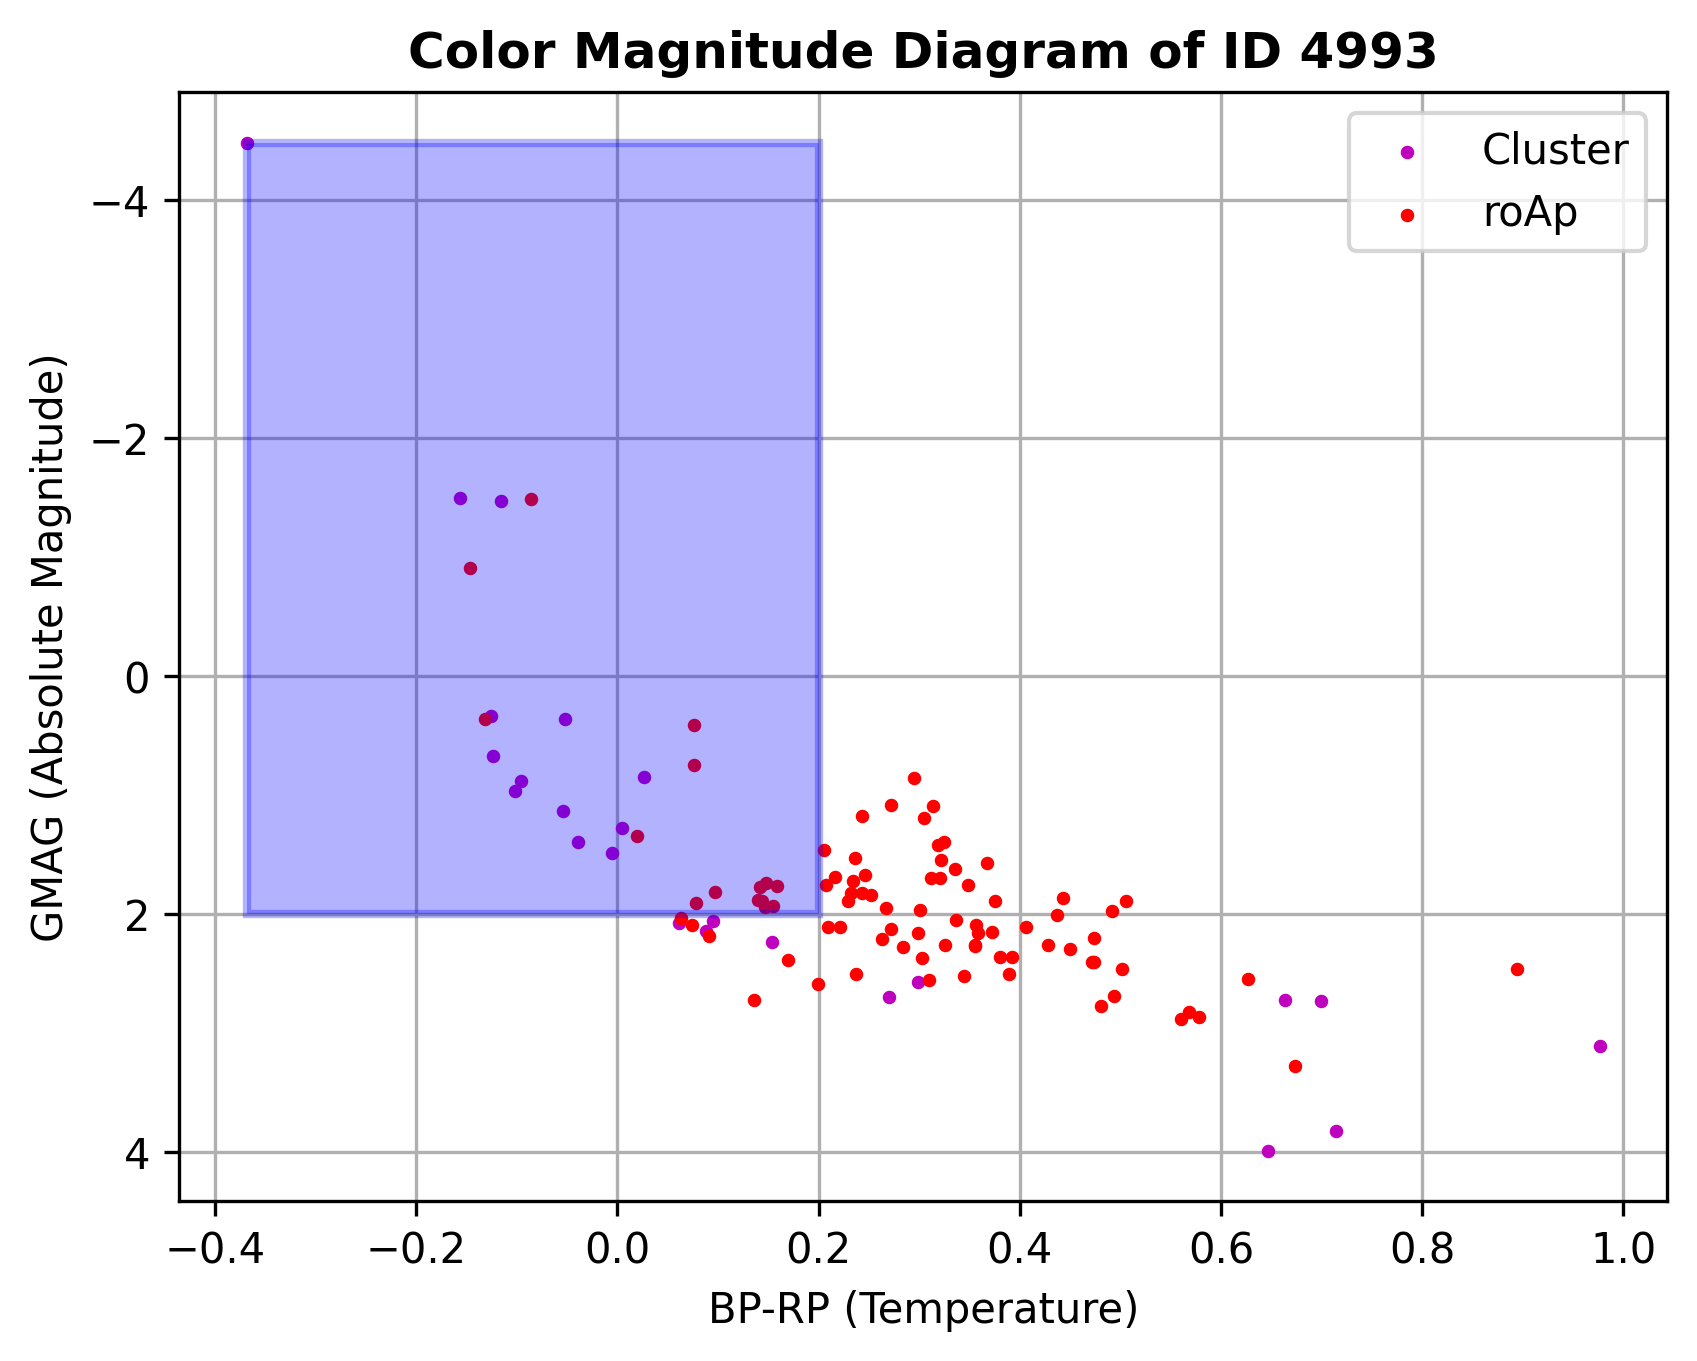 Color Magnitude Diagram of ID 4993
Cluster
roAp
GMAG (Absolute Magnitude)
−4
−2
0
2
4
−0.4 −0.2 0.0 0.2 0.4 0.6 0.8 1.0
BP-RP (Temperature)